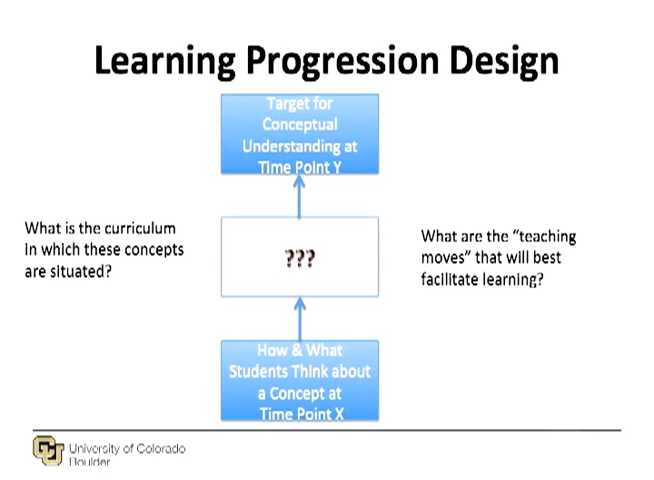 Learning Progression Design
Target for
Conceptual
Understanding at
Time Point Y
What is the curriculum
in which these concepts
are situated?
???
What are the “teaching
moves” that will best
facilitate learning?
How & What
Students Think about
a Concept at
Time Point X
University of Colorado
Boulder